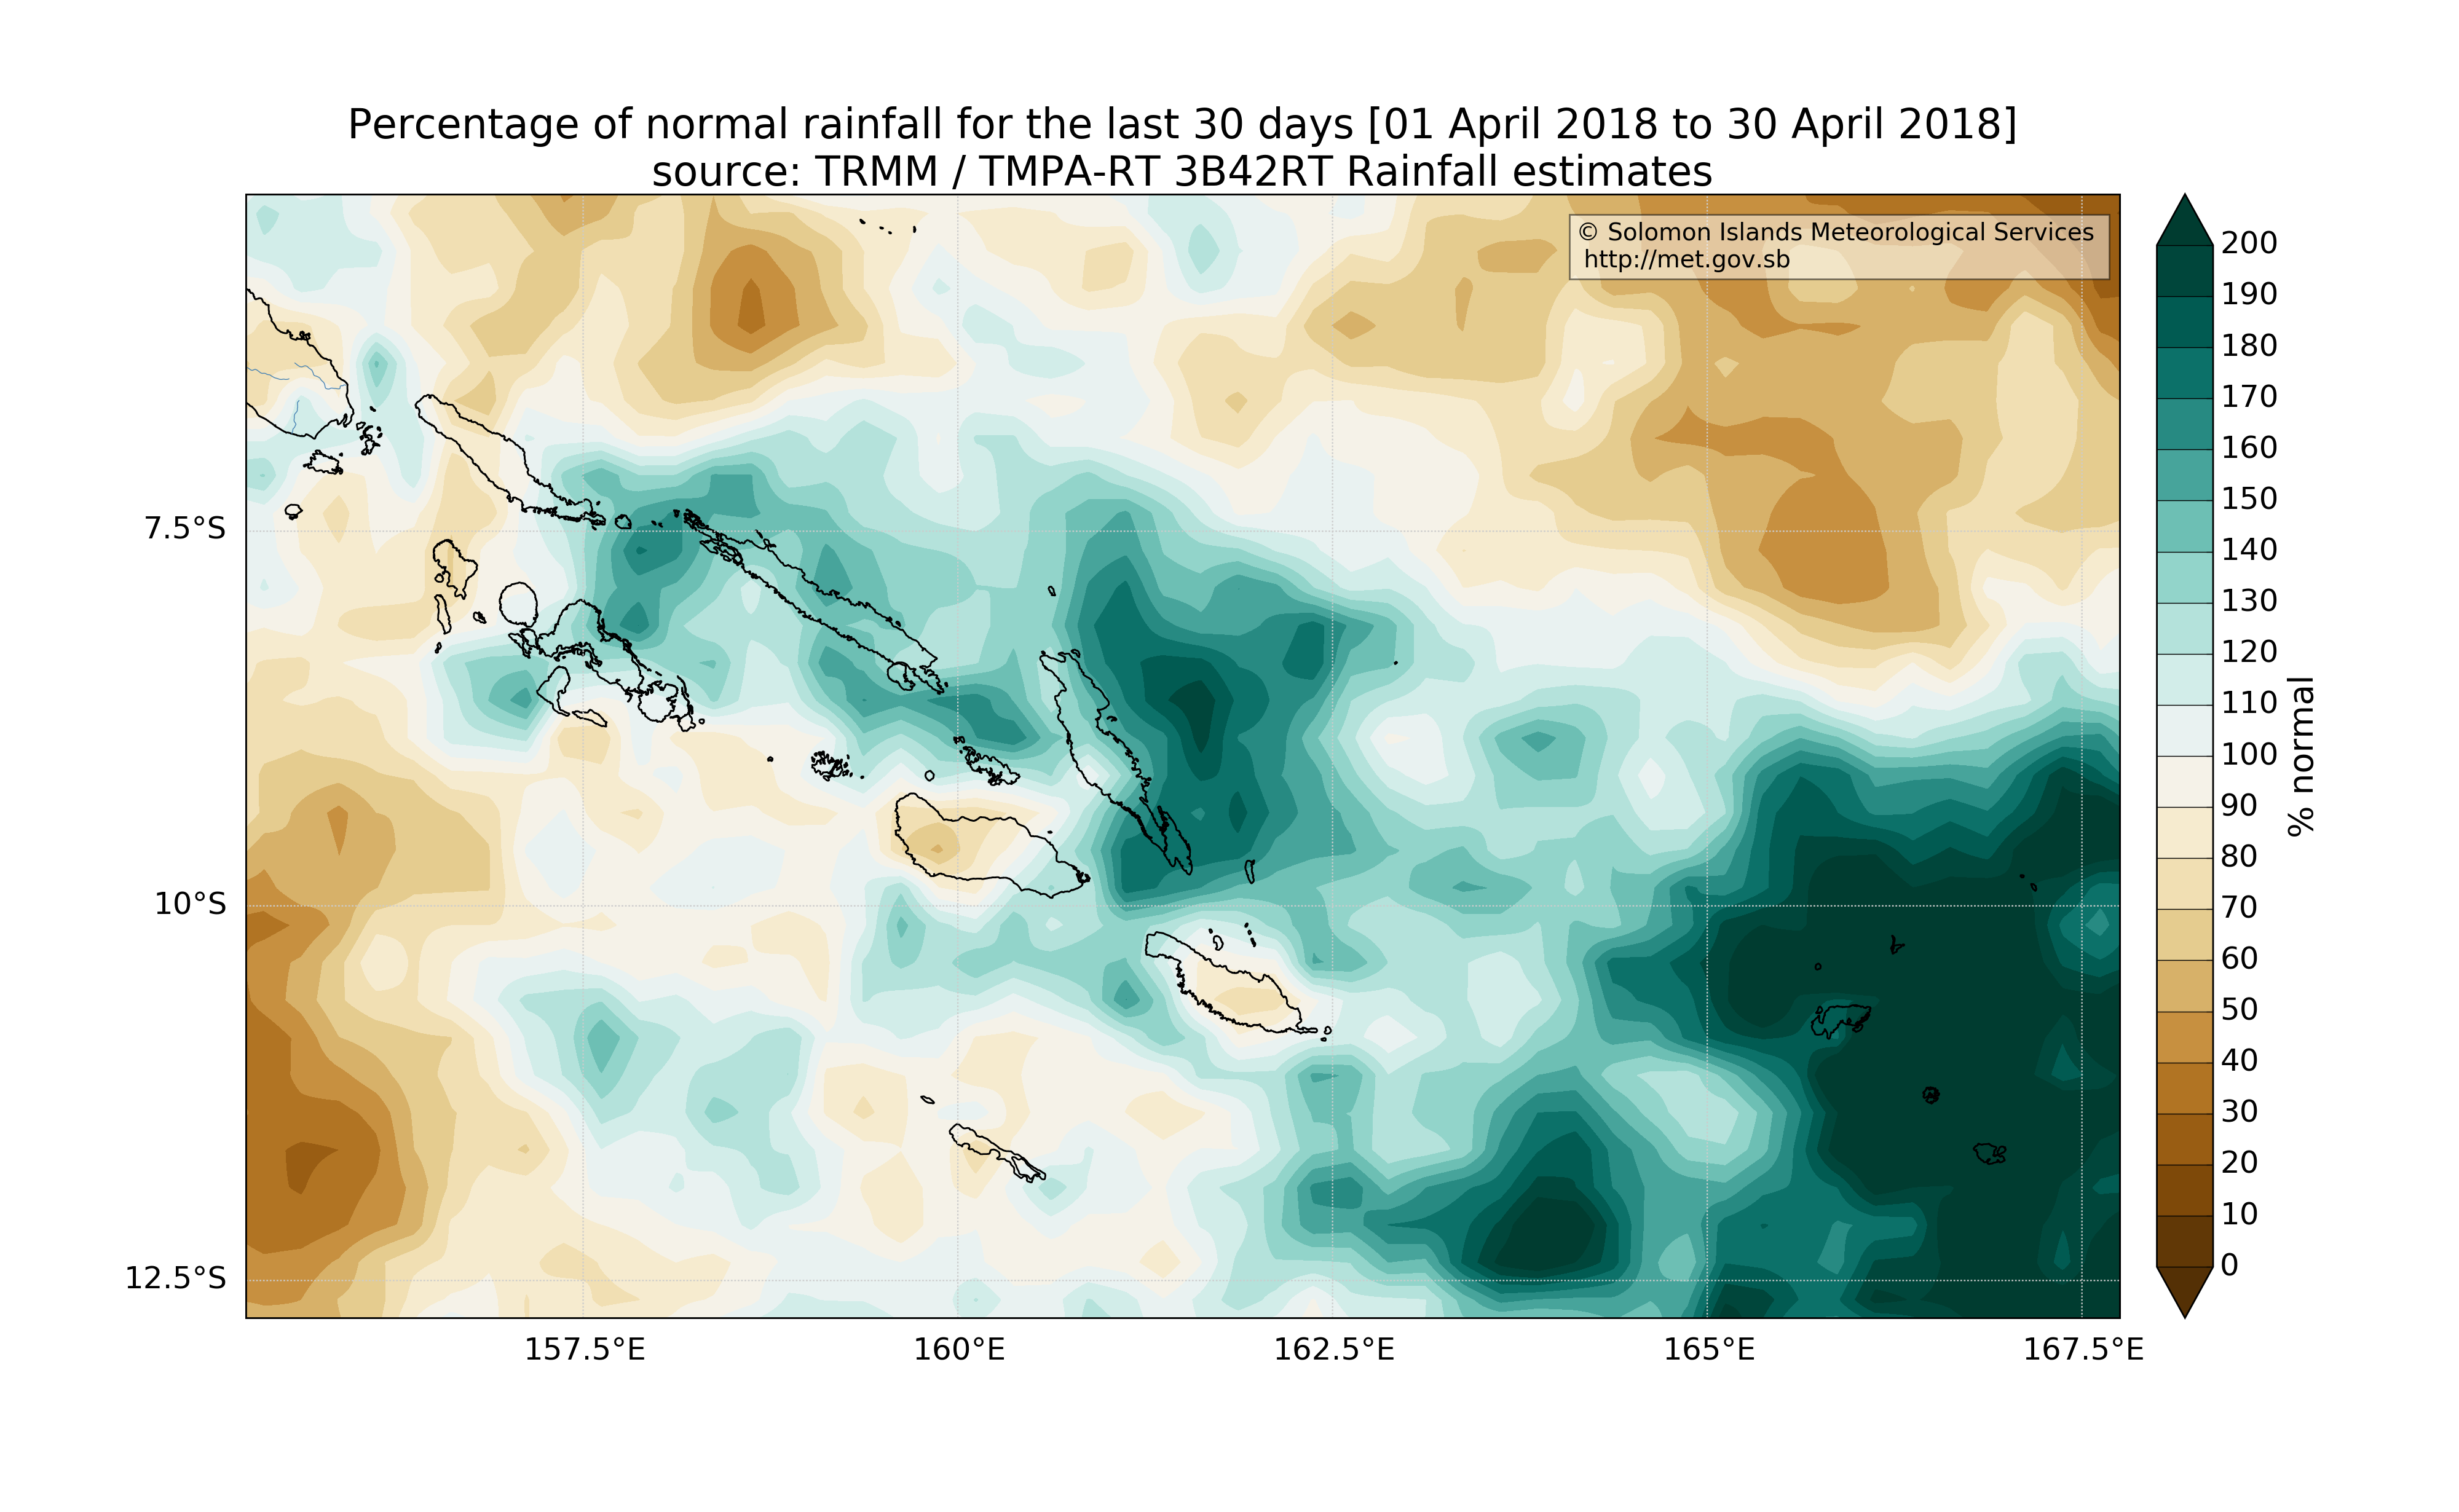 Percentage of normal rainfall for the last 30 days [01 April 2018 to 30 April 2018]
source: TRMM / TMPA-RT 3B42RT Rainfall estimates
© Solomon Islands Meteorological Services
http://met.gov.sb
7.5°S
10°S
12.5°S
157.5°E
160°E
162.5°E
165°E
167.5°E
200
190
180
170
160
150
140
130
120
110
100
90
80
70
60
50
40
30
20
10
0
% normal